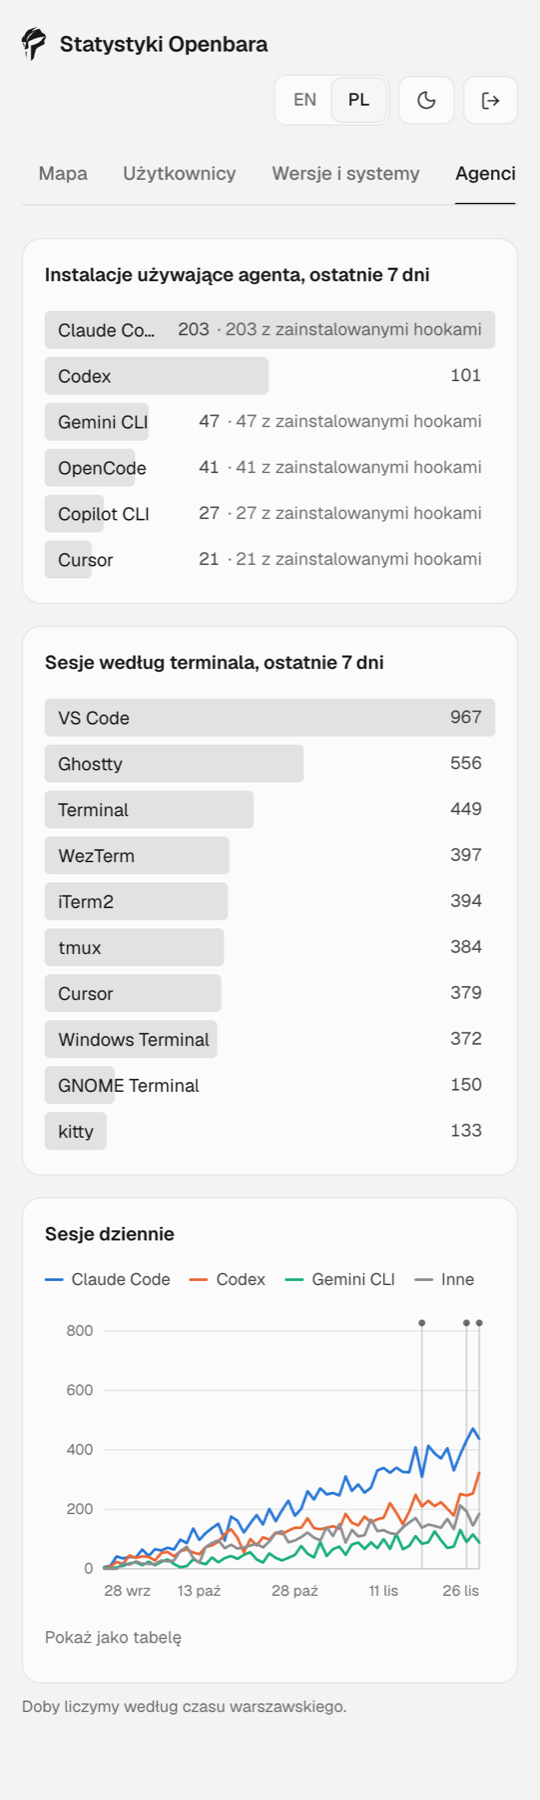 Statystyki Openbara
EN PL
Mapa Użytkownicy Wersje i systemy Agenci
Instalacje używające agenta, ostatnie 7 dni
Claude Co… 203 · 203 z zainstalowanymi hookami
Codex 101
Gemini CLI 47 · 47 z zainstalowanymi hookami
OpenCode 41 · 41 z zainstalowanymi hookami
Copilot CLI 27 · 27 z zainstalowanymi hookami
Cursor 21 · 21 z zainstalowanymi hookami
Sesje według terminala, ostatnie 7 dni
VS Code 967
Ghostty 556
Terminal 449
WezTerm 397
iTerm2 394
tmux 384
Cursor 379
Windows Terminal 372
GNOME Terminal 150
kitty 133
Sesje dziennie
Claude Code Codex Gemini CLI Inne
800
600
400
200
0
28 wrz 13 paź 28 paź 11 lis 26 lis
Pokaż jako tabelę
Doby liczymy według czasu warszawskiego.